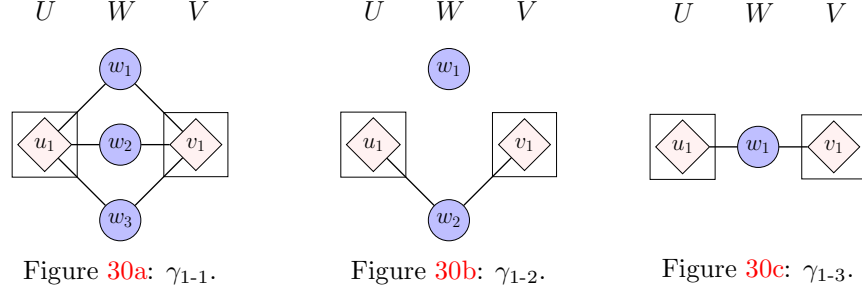 U W V U W V U W V
w₁ w₁
u₁ w₂ v₁ u₁ v₁ u₁ w₁ v₁
w₃ w₂
Figure 30a: γ₁₋₁. Figure 30b: γ₁₋₂. Figure 30c: γ₁₋₃.